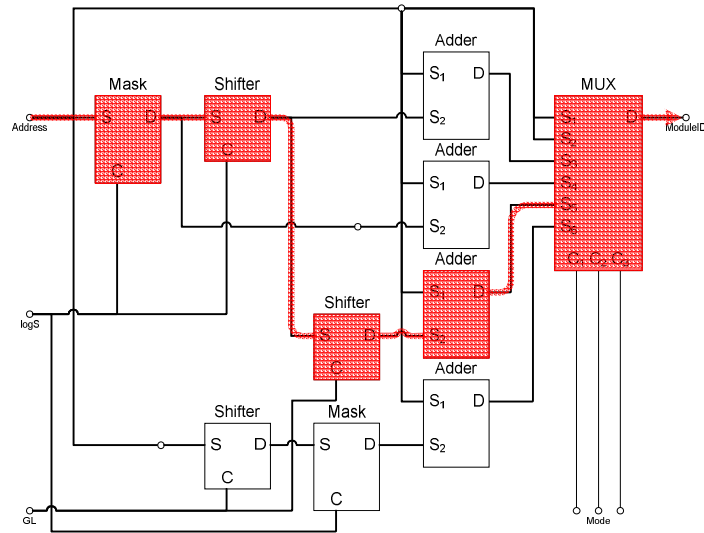 Adder
S1 D
S2
Mask
Shifter
MUX
S D
C
S D
C
Address
S1 D
S2
S3
S4
S5
S6
C1 C2 C3
ModuleID
Adder
S1 D
S2
Adder
S1 D
S2
logS
Shifter
S D
C
Adder
S1 D
S2
Shifter
S D
C
Mask
S D
C
GL
Mode